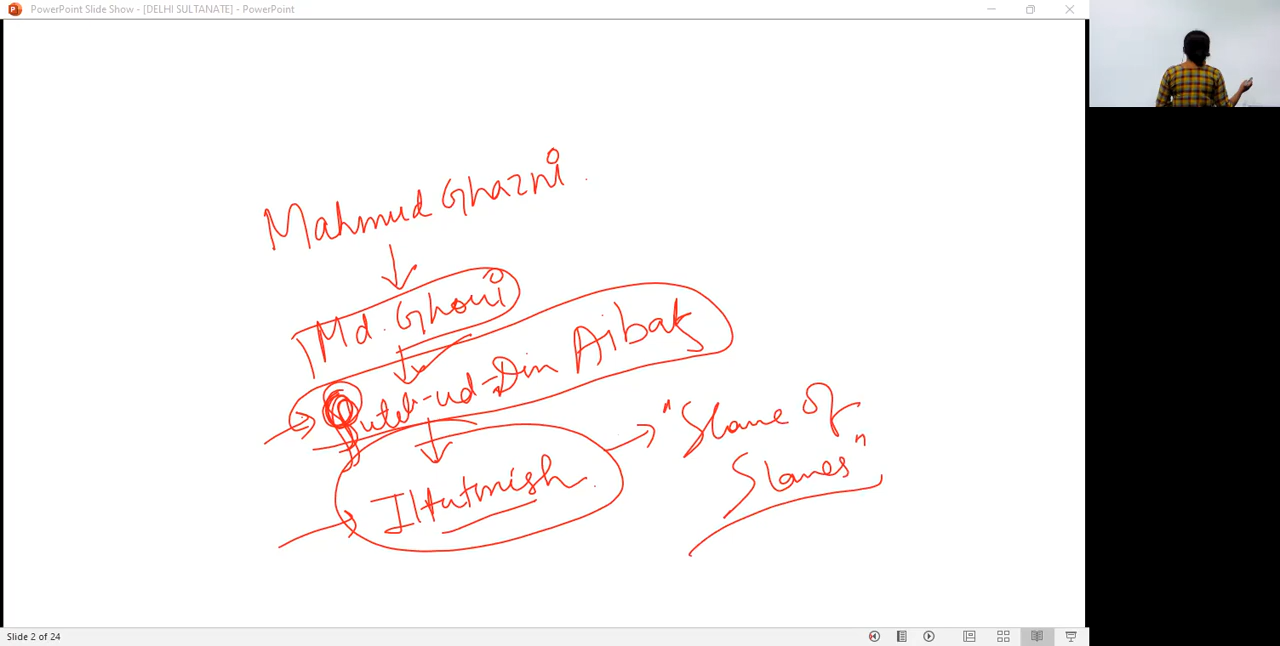 PowerPoint Slide Show - [DELHI SULTANATE] - PowerPoint
Mahmud Ghazni
Md. Ghori
Qutub-ud-Din Aibak
Iltutmish
"Slave Of
Slaves"
Slide 2 of 24